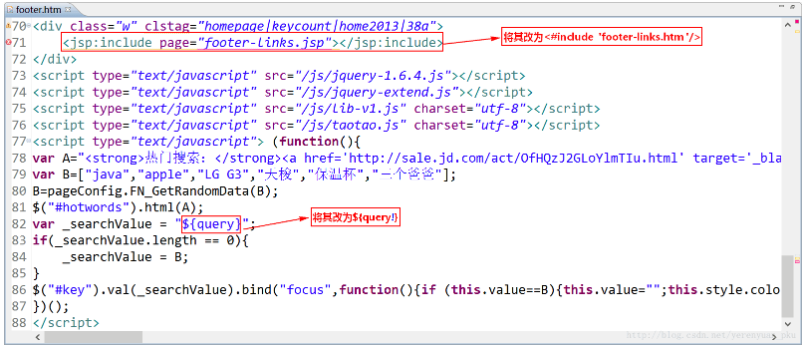 footer.htm
70 <div class="w" clstag="homepage|keycount|home2013|38a">
71 <jsp:include page="footer-links.jsp"></jsp:include>
将其改为<#include "footer-links.htm"/>
72 </div>
73 <script type="text/javascript" src="/js/jquery-1.6.4.js"></script>
74 <script type="text/javascript" src="/js/jquery-extend.js"></script>
75 <script type="text/javascript" src="/js/lib-v1.js" charset="utf-8"></script>
76 <script type="text/javascript" src="/js/taotao.js" charset="utf-8"></script>
77 <script type="text/javascript"> (function(){
78 var A="<strong>热门搜索：</strong><a href='http://sale.jd.com/act/OfHQzJ2GLoYlmTIu.html' target='_bla
79 var B=["java","apple","LG G3","天梭","保温杯","三个爸爸"];
80 B=pageConfig.FN_GetRandomData(B);
81 $("#hotwords").html(A);
82 var _searchValue = "${query}";
将其改为${query!}
83 if(_searchValue.length == 0){
84 _searchValue = B;
85 }
86 $("#key").val(_searchValue).bind("focus",function(){if (this.value==B){this.value="";this.style.colo
87 })();
88 </script>